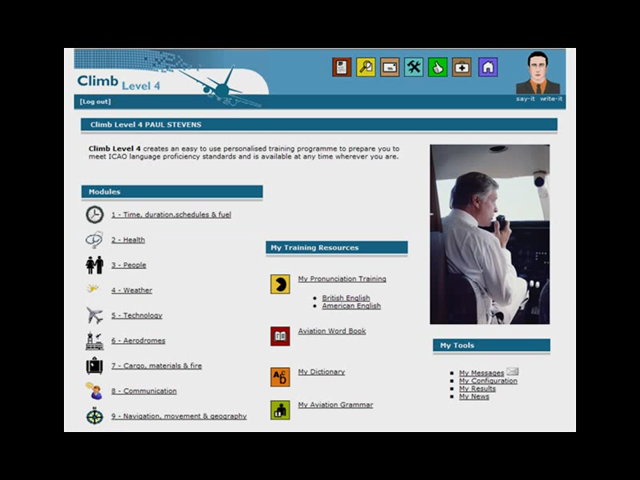 Climb Level 4
say-it write-it
[Log out]
Climb Level 4 PAUL STEVENS
Climb Level 4 creates an easy to use personalised training programme to prepare you to
meet ICAO language proficiency standards and is available at any time wherever you are.
Modules
1 - Time, duration,schedules & fuel
2 - Health
3 - People
4 - Weather
5 - Technology
6 - Aerodromes
7 - Cargo, materials & fire
8 - Communication
9 - Navigation, movement & geography
My Training Resources
My Pronunciation Training
British English
American English
Aviation Word Book
My Dictionary
My Aviation Grammar
My Tools
My Messages
My Configuration
My Results
My News